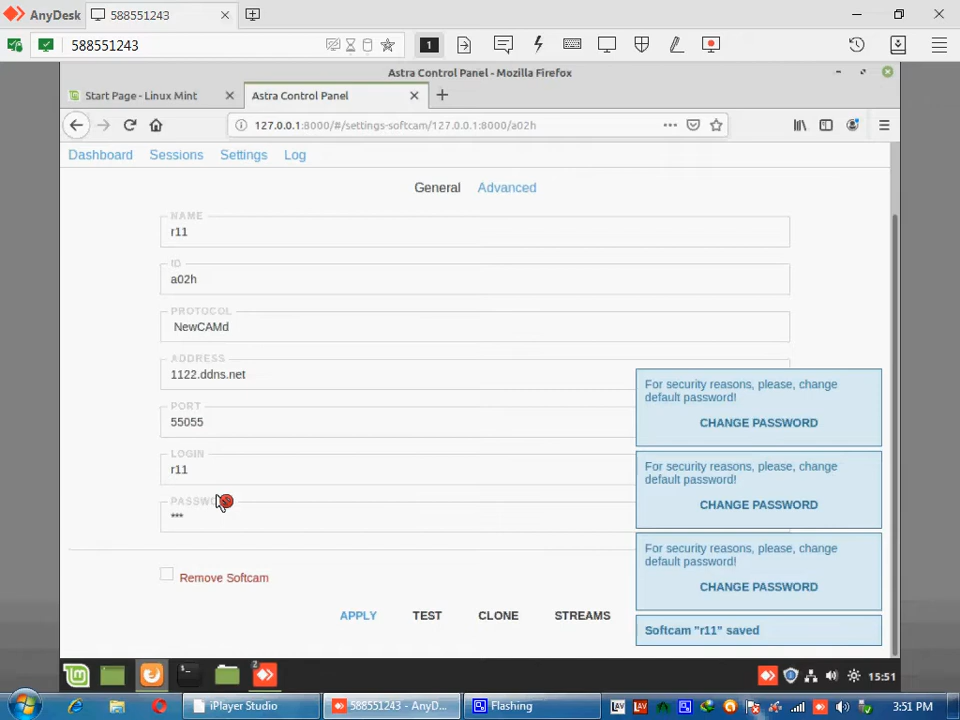 AnyDesk
588551243
588551243
1
Astra Control Panel - Mozilla Firefox
Start Page - Linux Mint
Astra Control Panel
127.0.0.1:8000/#/settings-softcam/127.0.0.1:8000/a02h
Dashboard Sessions Settings Log
General Advanced
NAME
r11
ID
a02h
PROTOCOL
NewCAMd
ADDRESS
1122.ddns.net
PORT
55055
LOGIN
r11
***
Remove Softcam
APPLY TEST CLONE STREAMS
For security reasons, please, change
default password!
CHANGE PASSWORD
For security reasons, please, change
default password!
CHANGE PASSWORD
For security reasons, please, change
default password!
CHANGE PASSWORD
Softcam "r11" saved
2
15:51
iPlayer Studio
588551243 - AnyD...
Flashing
LAV
LAV
3:51 PM